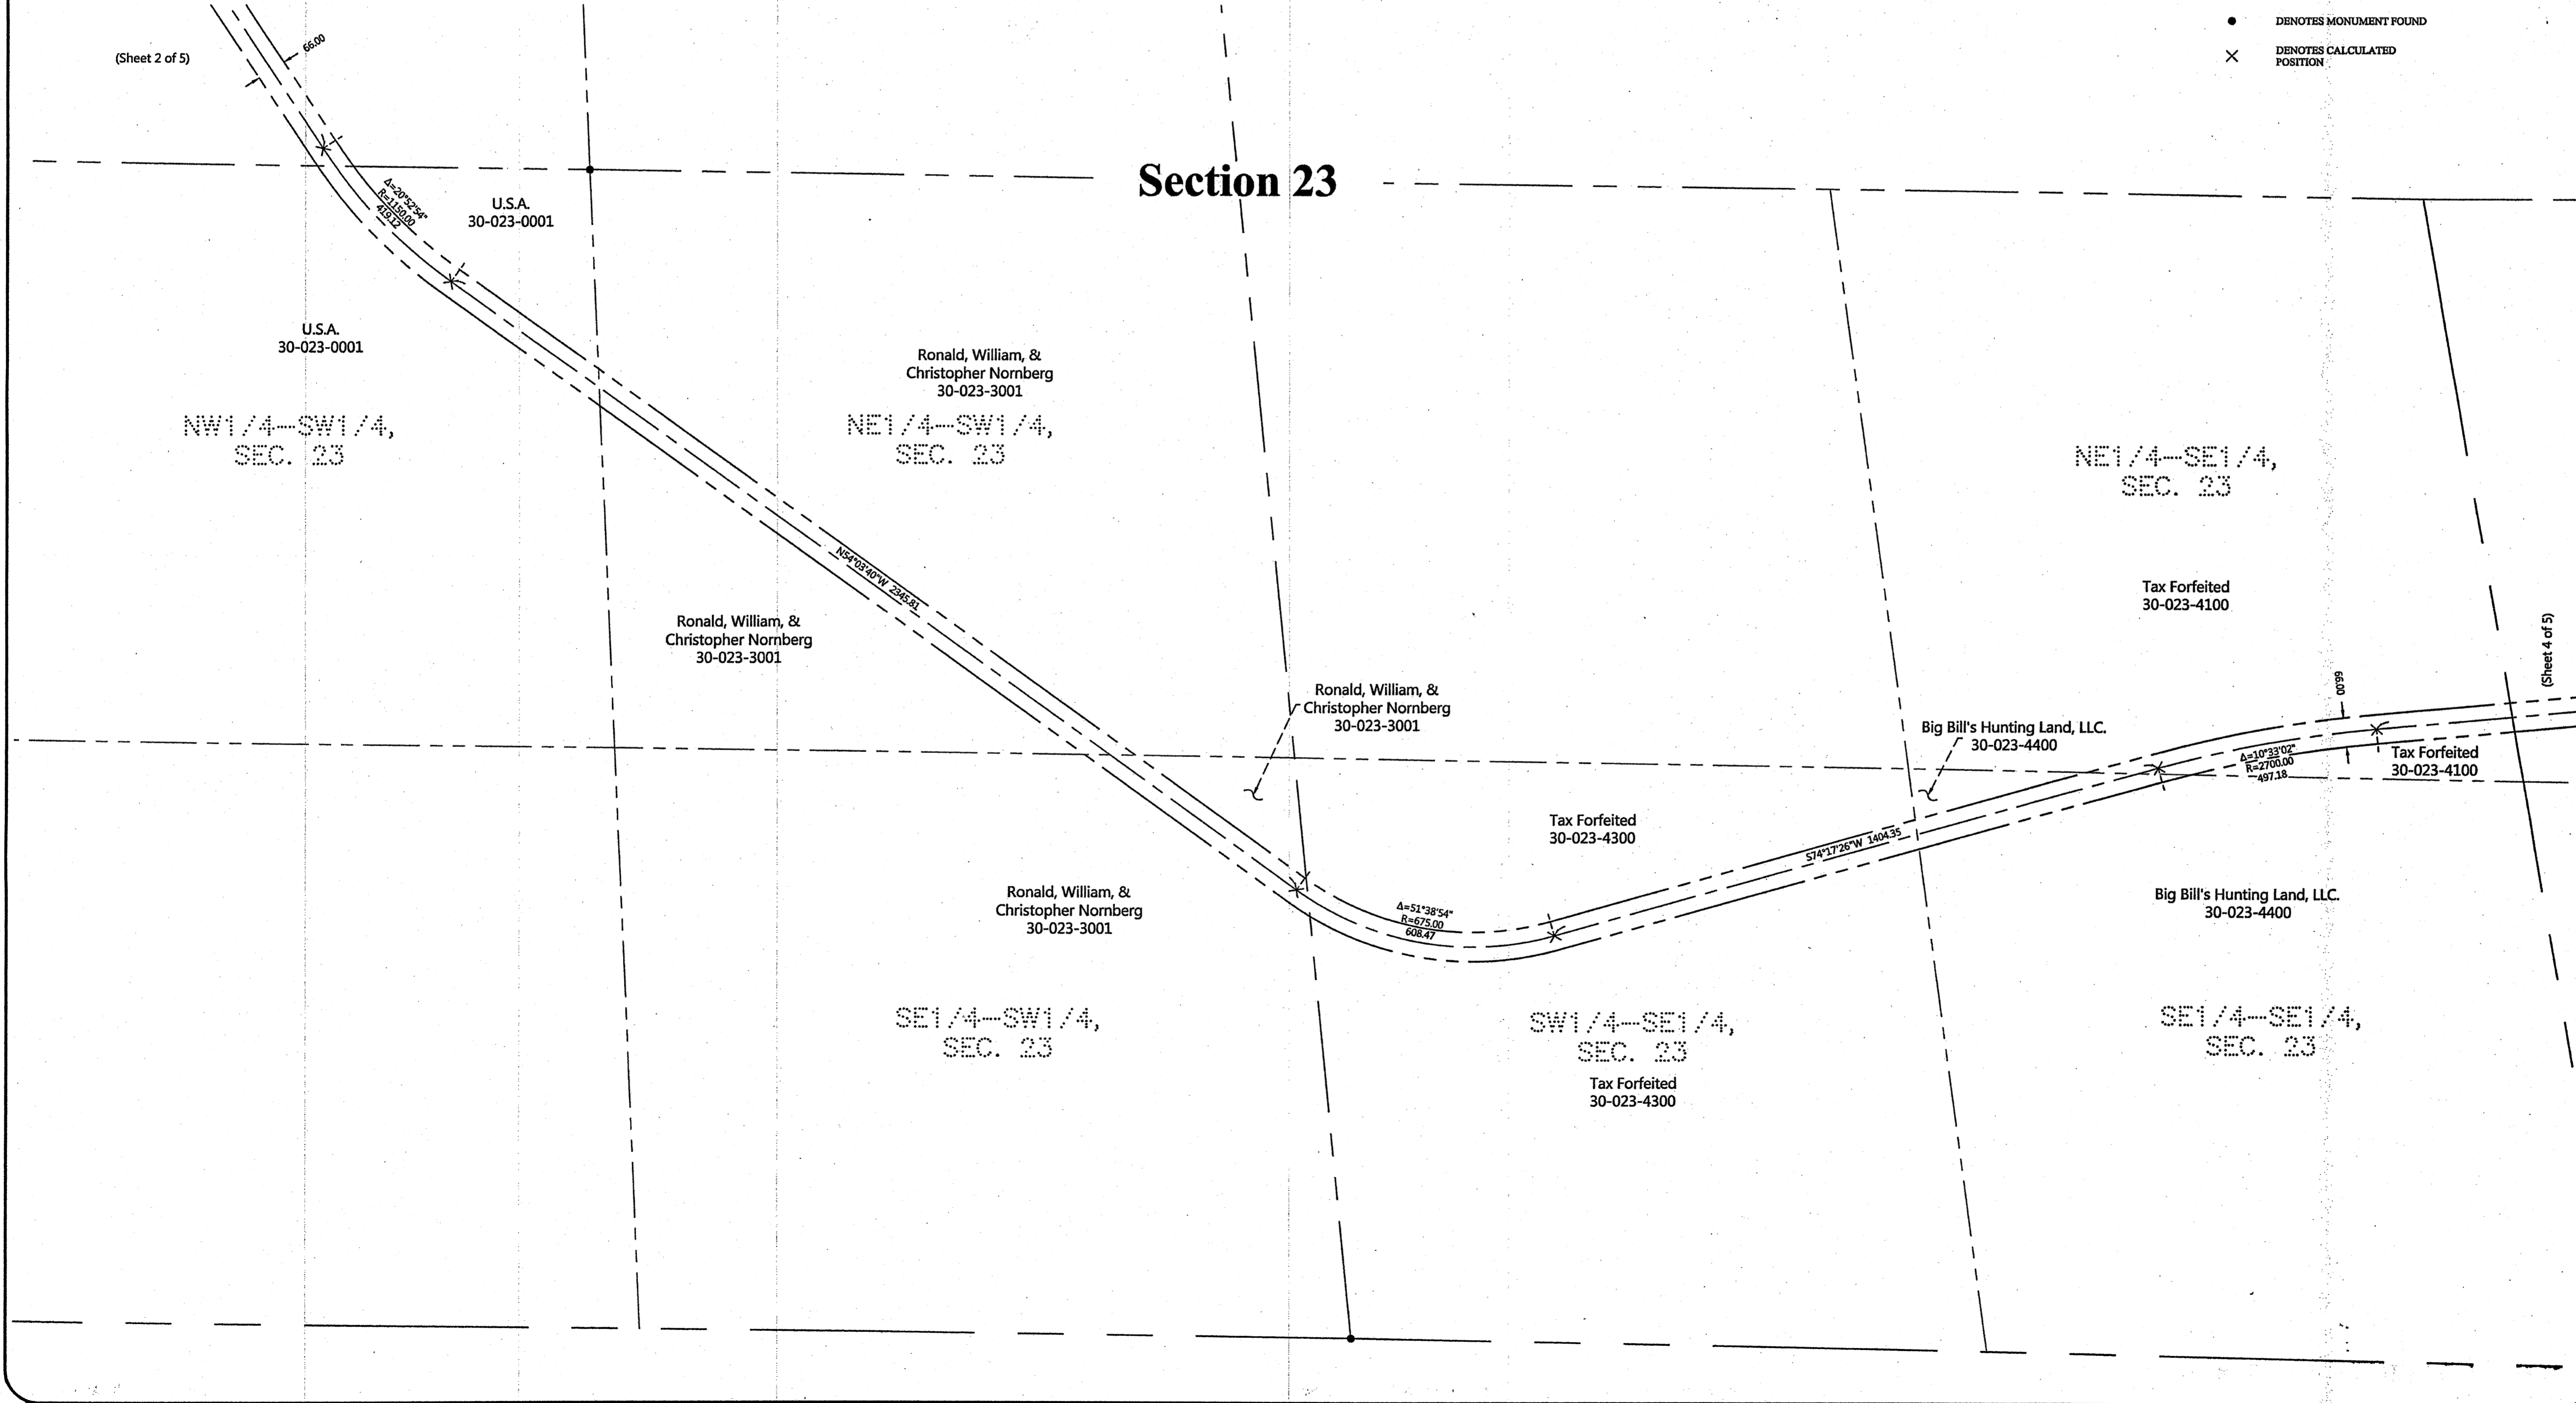 DENOTES MONUMENT FOUND
DENOTES CALCULATED
POSITION
(Sheet 2 of 5)
66.00
Section 23
Δ=20°52'54"
R=1150.00
419.12
U.S.A.
30-023-0001
U.S.A.
30-023-0001
NW1/4--SW1/4,
SEC. 23
Ronald, William, &
Christopher Nornberg
30-023-3001
NE1/4--SW1/4,
SEC. 23
NE1/4--SE1/4,
SEC. 23
N54°03'40"W 2345.81
Tax Forfeited
30-023-4100
Ronald, William, &
Christopher Nornberg
30-023-3001
(Sheet 4 of 5)
66.00
Ronald, William, &
Christopher Nornberg
30-023-3001
Big Bill's Hunting Land, LLC.
30-023-4400
Δ=10°33'02"
R=2700.00
497.18
Tax Forfeited
30-023-4100
Tax Forfeited
30-023-4300
S74°17'26"W 1404.35
Ronald, William, &
Christopher Nornberg
30-023-3001
Δ=51°38'54"
R=675.00
608.47
Big Bill's Hunting Land, LLC.
30-023-4400
SE1/4--SW1/4,
SEC. 23
SW1/4--SE1/4,
SEC. 23
SE1/4--SE1/4,
SEC. 23
Tax Forfeited
30-023-4300